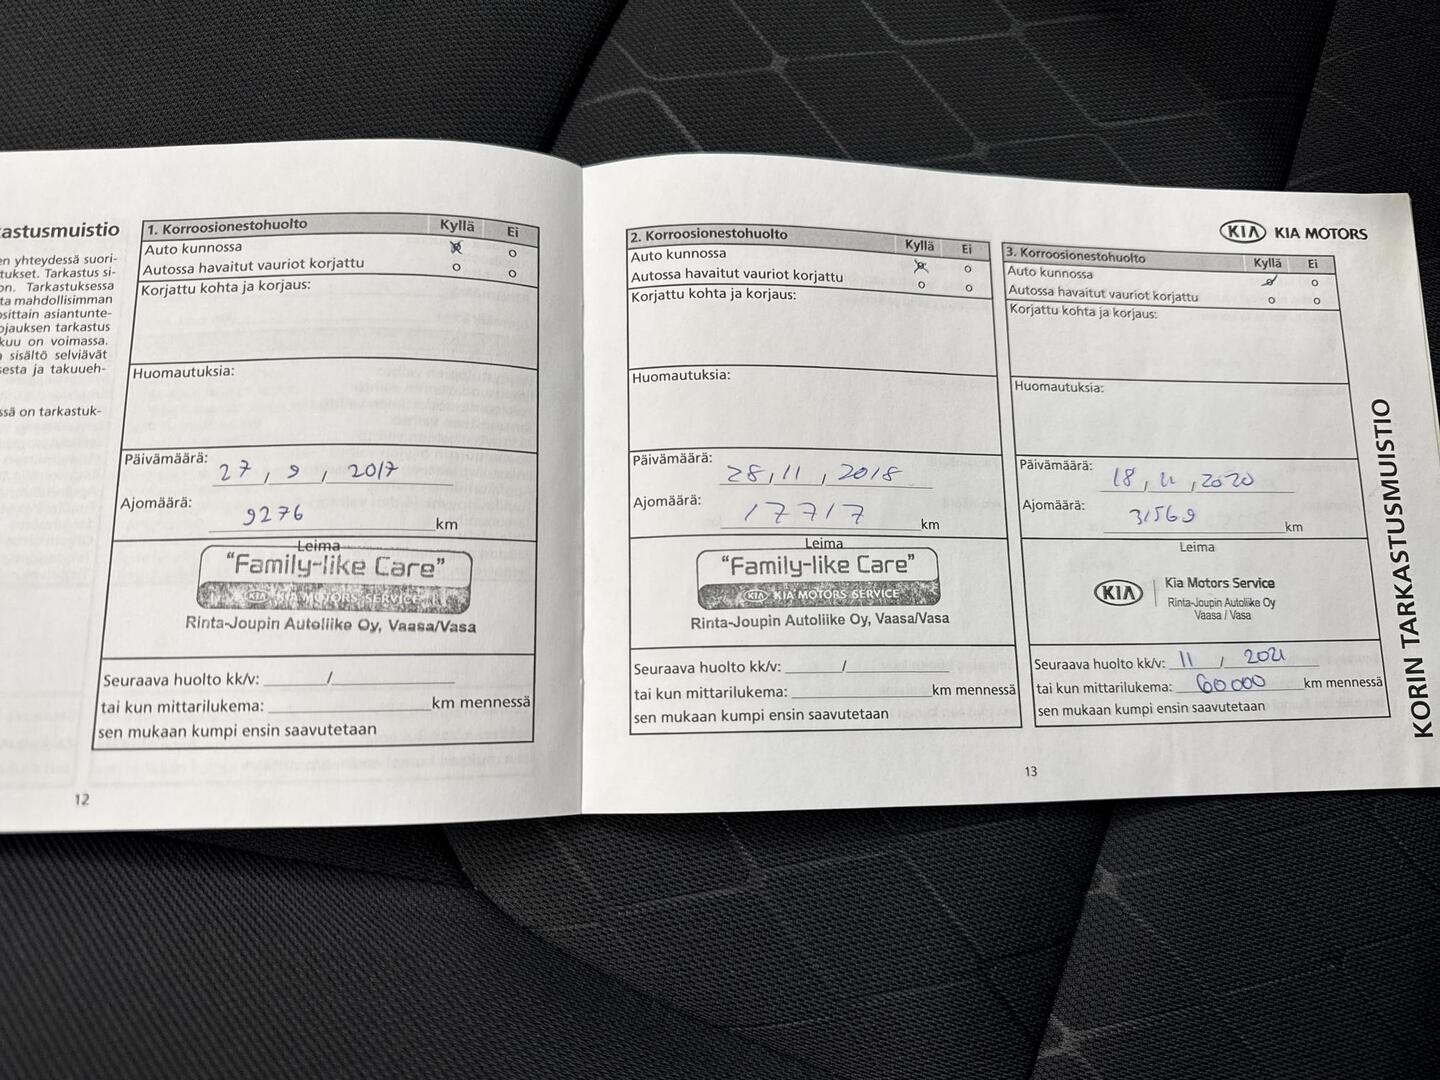 astusmuistio
en yhteydessä suori-
tukset. Tarkastus si-
on. Tarkastuksessa
ta mahdollisimman
osittain asiantunte-
ojauksen tarkastus
kuu on voimassa.
a sisältö selviävät
sesta ja takuueh-
ssä on tarkastuk-
1. Korroosionestohuolto Kyllä Ei
Auto kunnossa
Autossa havaitut vauriot korjattu
Korjattu kohta ja korjaus:
Huomautuksia:
Päivämäärä: 27, 9, 2017
Ajomäärä: 9276 km
Leima
"Family-like Care"
KIA KIA MOTORS SERVICE
Rinta-Joupin Autoliike Oy, Vaasa/Vasa
Seuraava huolto kk/v: /
tai kun mittarilukema: km mennessä
sen mukaan kumpi ensin saavutetaan
12
2. Korroosionestohuolto Kyllä Ei
Auto kunnossa
Autossa havaitut vauriot korjattu
Korjattu kohta ja korjaus:
Huomautuksia:
Päivämäärä: 28, 11, 2018
Ajomäärä: 17717 km
Leima
"Family-like Care"
KIA KIA MOTORS SERVICE
Rinta-Joupin Autoliike Oy, Vaasa/Vasa
Seuraava huolto kk/v: /
tai kun mittarilukema: km mennessä
sen mukaan kumpi ensin saavutetaan
KIA KIA MOTORS
3. Korroosionestohuolto Kyllä Ei
Auto kunnossa
Autossa havaitut vauriot korjattu
Korjattu kohta ja korjaus:
Huomautuksia:
Päivämäärä: 18, 11, 2020
Ajomäärä: 31569 km
Leima
KIA Kia Motors Service
Rinta-Joupin Autoliike Oy
Vaasa / Vasa
Seuraava huolto kk/v: 11 / 2021
tai kun mittarilukema: 60000 km mennessä
sen mukaan kumpi ensin saavutetaan
13
KORIN TARKASTUSMUISTIO